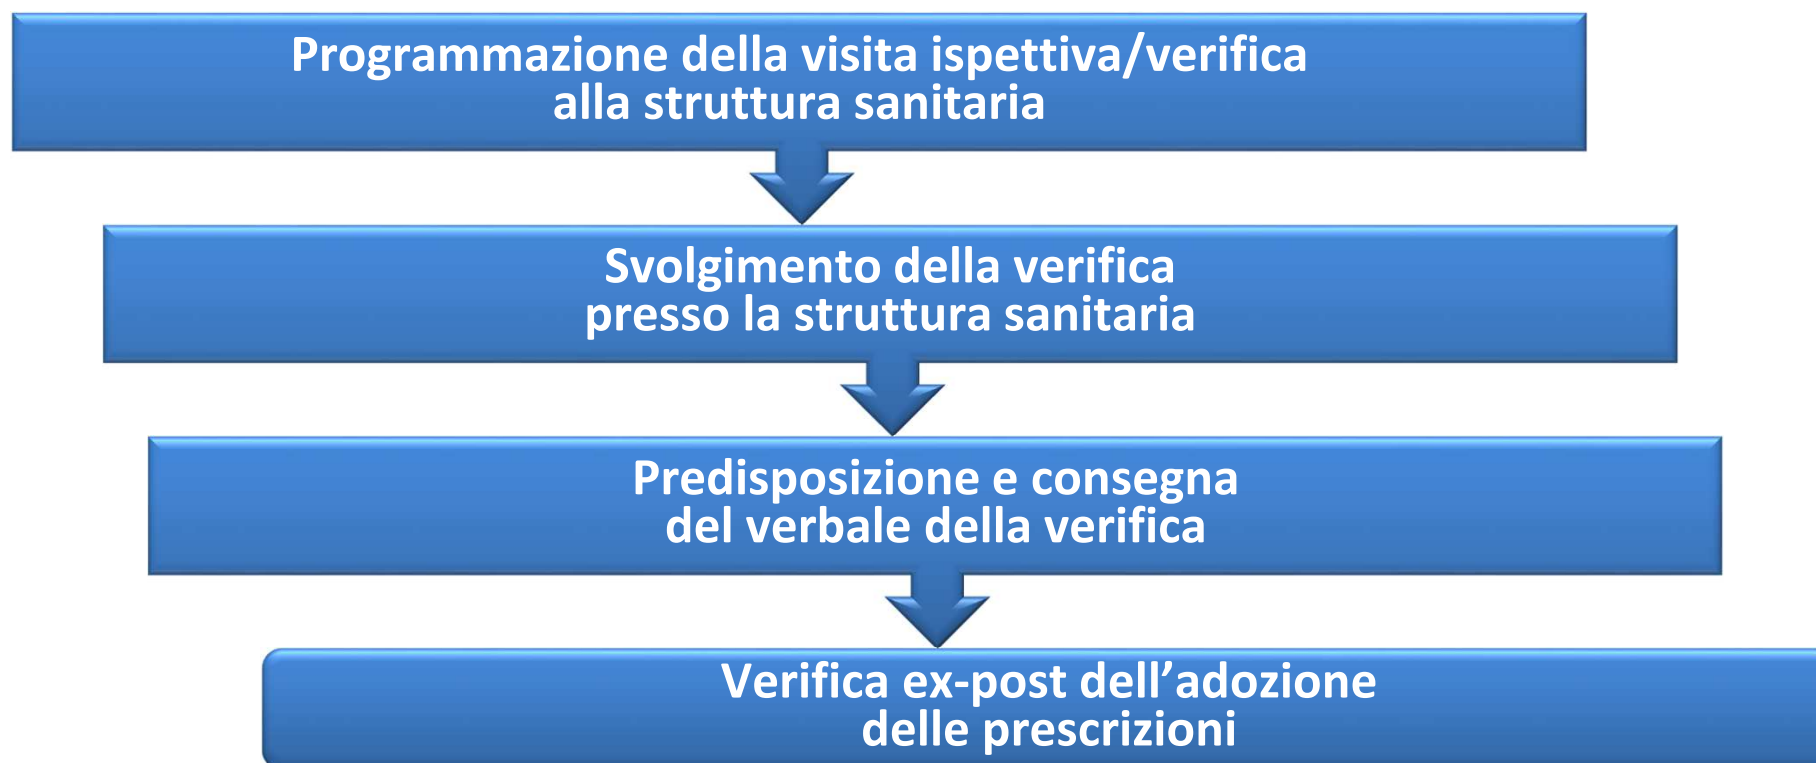 Programmazione della visita ispettiva/verifica
alla struttura sanitaria
Svolgimento della verifica
presso la struttura sanitaria
Predisposizione e consegna
del verbale della verifica
Verifica ex-post dell’adozione
delle prescrizioni